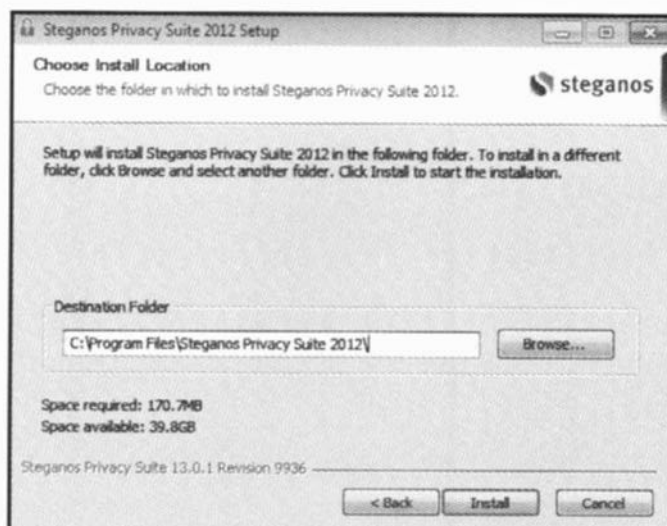 Steganos Privacy Suite 2012 Setup
Choose Install Location
Choose the folder in which to install Steganos Privacy Suite 2012.
steganos
Setup will install Steganos Privacy Suite 2012 in the following folder. To install in a different
folder, click Browse and select another folder. Click Install to start the installation.
Destination Folder
C:\Program Files\Steganos Privacy Suite 2012\
Browse...
Space required: 170.7MB
Space available: 39.8GB
Steganos Privacy Suite 13.0.1 Revision 9936
< Back
Install
Cancel